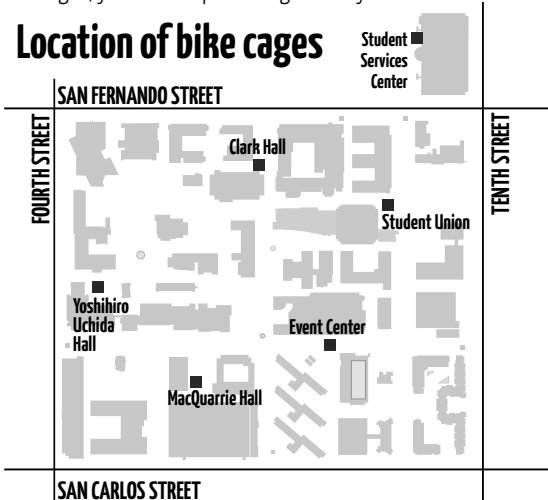 Location of bike cages
Student
Services
Center
SAN FERNANDO STREET
FOURTH STREET
TENTH STREET
Clark Hall
Student Union
Yoshihiro
Uchida
Hall
Event Center
MacQuarrie Hall
SAN CARLOS STREET